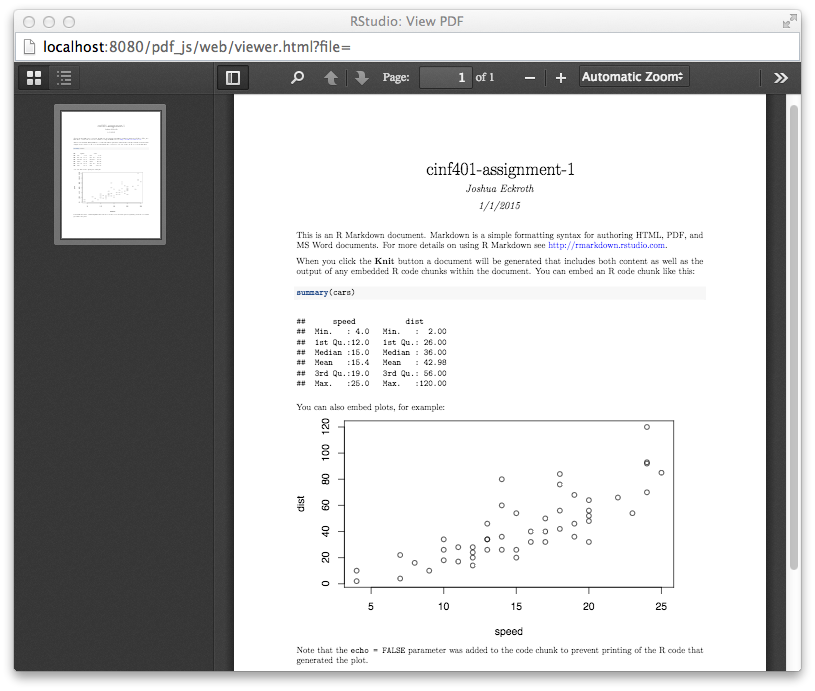 RStudio: View PDF
localhost:8080/pdf_js/web/viewer.html?file=
Page: 1 of 1 Automatic Zoom
cinf401-assignment-1
Joshua Eckroth
1/1/2015
This is an R Markdown document. Markdown is a simple formatting syntax for authoring HTML, PDF, and
MS Word documents. For more details on using R Markdown see http://rmarkdown.rstudio.com.
When you click the Knit button a document will be generated that includes both content as well as the
output of any embedded R code chunks within the document. You can embed an R code chunk like this:
summary(cars)
## speed dist
## Min. : 4.0 Min. : 2.00
## 1st Qu.:12.0 1st Qu.: 26.00
## Median :15.0 Median : 36.00
## Mean :15.4 Mean : 42.98
## 3rd Qu.:19.0 3rd Qu.: 56.00
## Max. :25.0 Max. :120.00
You can also embed plots, for example:
120
100
80
60
40
20
0
dist
5 10 15 20 25
speed
Note that the echo = FALSE parameter was added to the code chunk to prevent printing of the R code that
generated the plot.